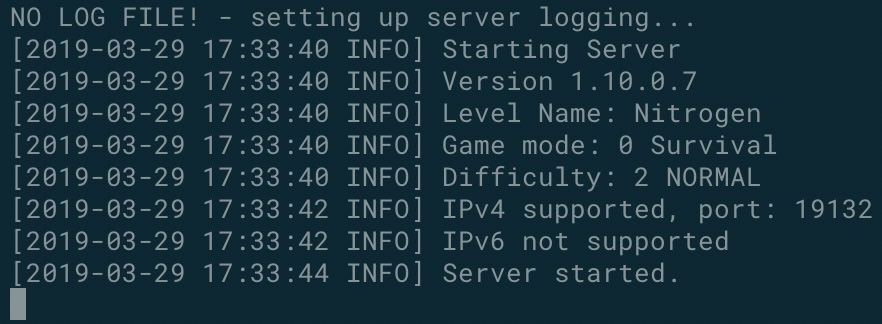 NO LOG FILE! - setting up server logging...
[2019-03-29 17:33:40 INFO] Starting Server
[2019-03-29 17:33:40 INFO] Version 1.10.0.7
[2019-03-29 17:33:40 INFO] Level Name: Nitrogen
[2019-03-29 17:33:40 INFO] Game mode: 0 Survival
[2019-03-29 17:33:40 INFO] Difficulty: 2 NORMAL
[2019-03-29 17:33:42 INFO] IPv4 supported, port: 19132
[2019-03-29 17:33:42 INFO] IPv6 not supported
[2019-03-29 17:33:44 INFO] Server started.